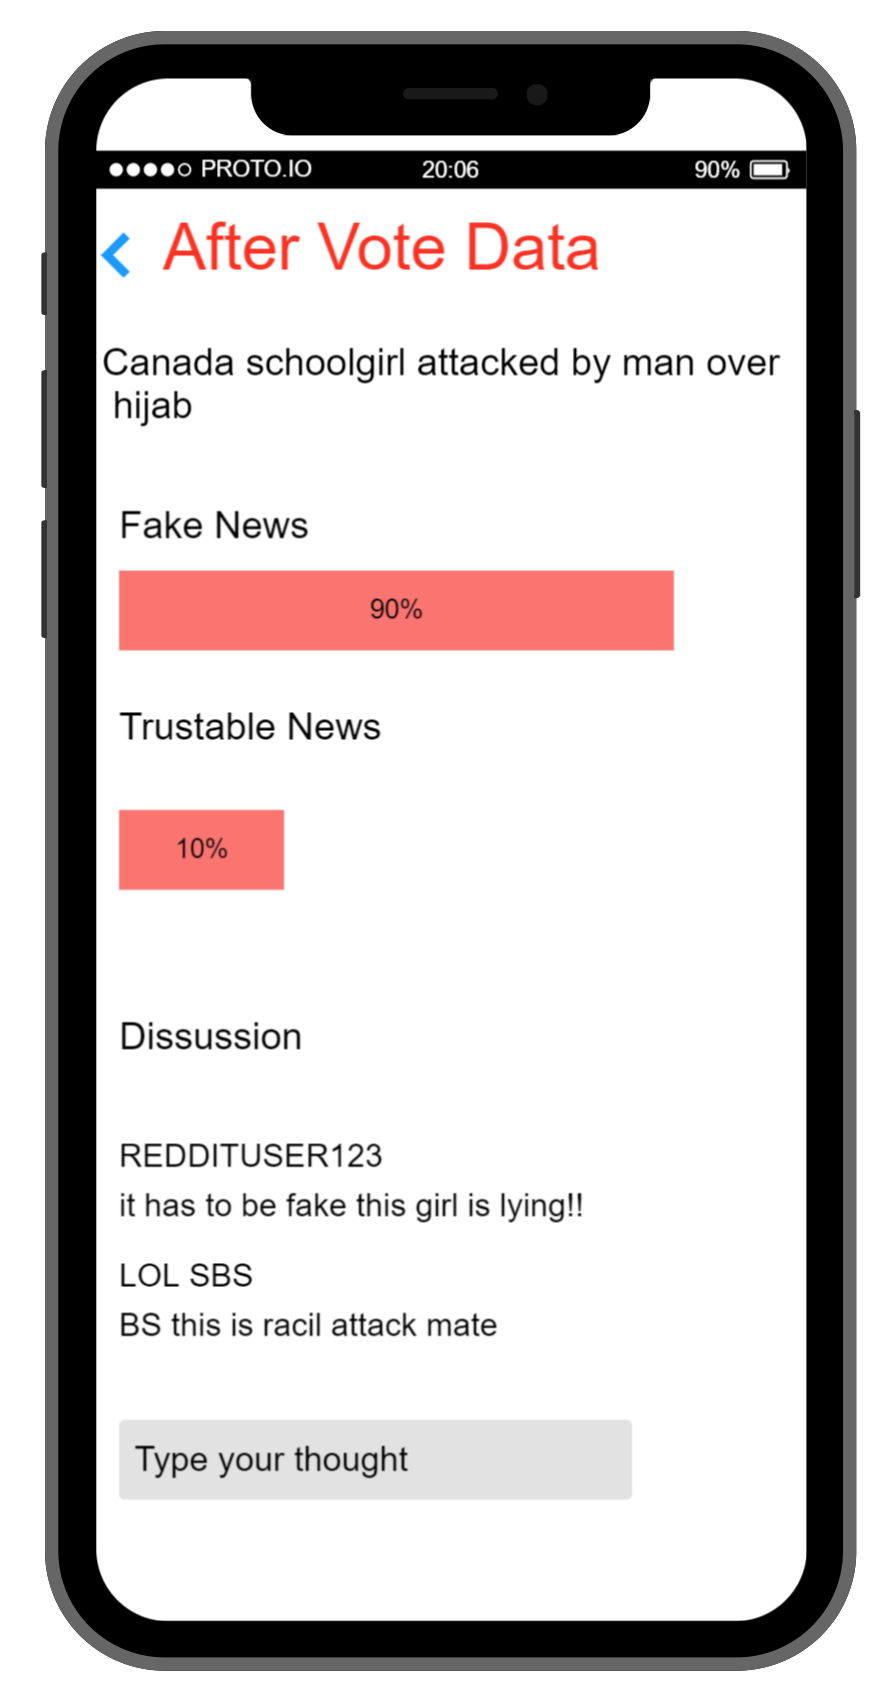 PROTO.IO 20:06 90%
After Vote Data
Canada schoolgirl attacked by man over
hijab
Fake News
90%
Trustable News
10%
Dissussion
REDDITUSER123
it has to be fake this girl is lying!!
LOL SBS
BS this is racil attack mate
Type your thought